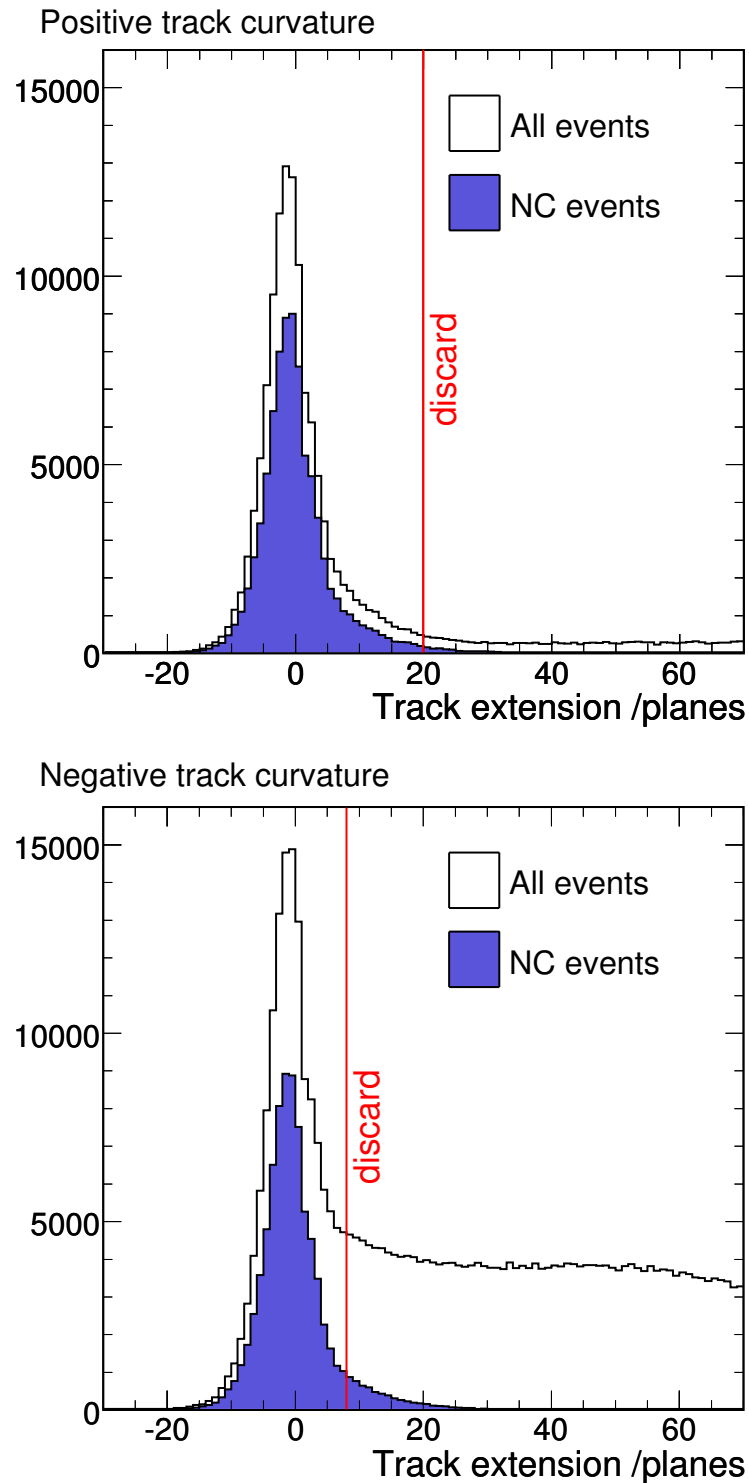 Positive track curvature
15000
10000
5000
0
All events
NC events
discard
-20 0 20 40 60
Track extension /planes
Negative track curvature
15000
10000
5000
0
All events
NC events
discard
-20 0 20 40 60
Track extension /planes